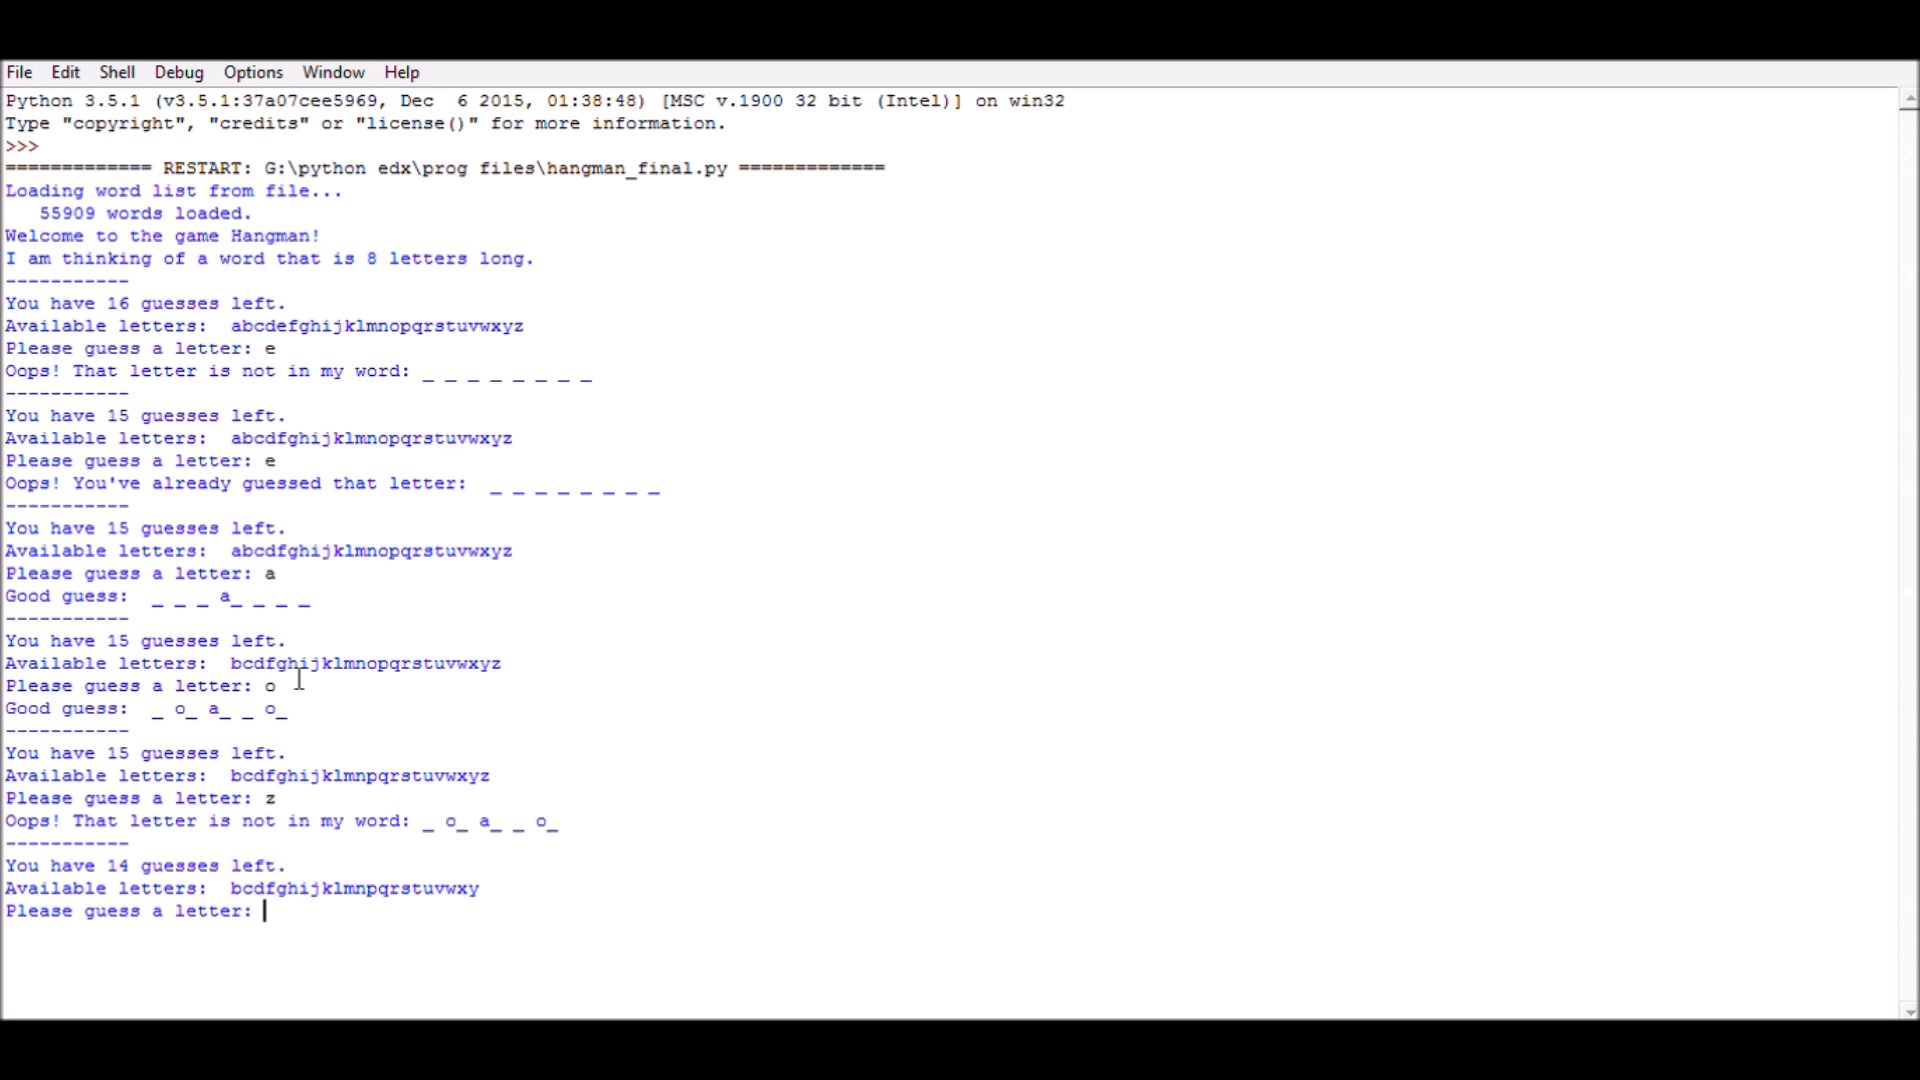 File Edit Shell Debug Options Window Help
Python 3.5.1 (v3.5.1:37a07cee5969, Dec  6 2015, 01:38:48) [MSC v.1900 32 bit (Intel)] on win32
Type "copyright", "credits" or "license()" for more information.
>>>
============= RESTART: G:\python edx\prog files\hangman_final.py =============
Loading word list from file...
   55909 words loaded.
Welcome to the game Hangman!
I am thinking of a word that is 8 letters long.
-----------
You have 16 guesses left.
Available letters:  abcdefghijklmnopqrstuvwxyz
Please guess a letter: e
Oops! That letter is not in my word: _ _ _ _ _ _ _ _
-----------
You have 15 guesses left.
Available letters:  abcdfghijklmnopqrstuvwxyz
Please guess a letter: e
Oops! You've already guessed that letter:  _ _ _ _ _ _ _ _
-----------
You have 15 guesses left.
Available letters:  abcdfghijklmnopqrstuvwxyz
Please guess a letter: a
Good guess:  _ _ _ a_ _ _ _
-----------
You have 15 guesses left.
Available letters:  bcdfghijklmnopqrstuvwxyz
Please guess a letter: o
Good guess:  _ o_ a_ _ o_
-----------
You have 15 guesses left.
Available letters:  bcdfghijklmnpqrstuvwxyz
Please guess a letter: z
Oops! That letter is not in my word: _ o_ a_ _ o_
-----------
You have 14 guesses left.
Available letters:  bcdfghijklmnpqrstuvwxy
Please guess a letter: